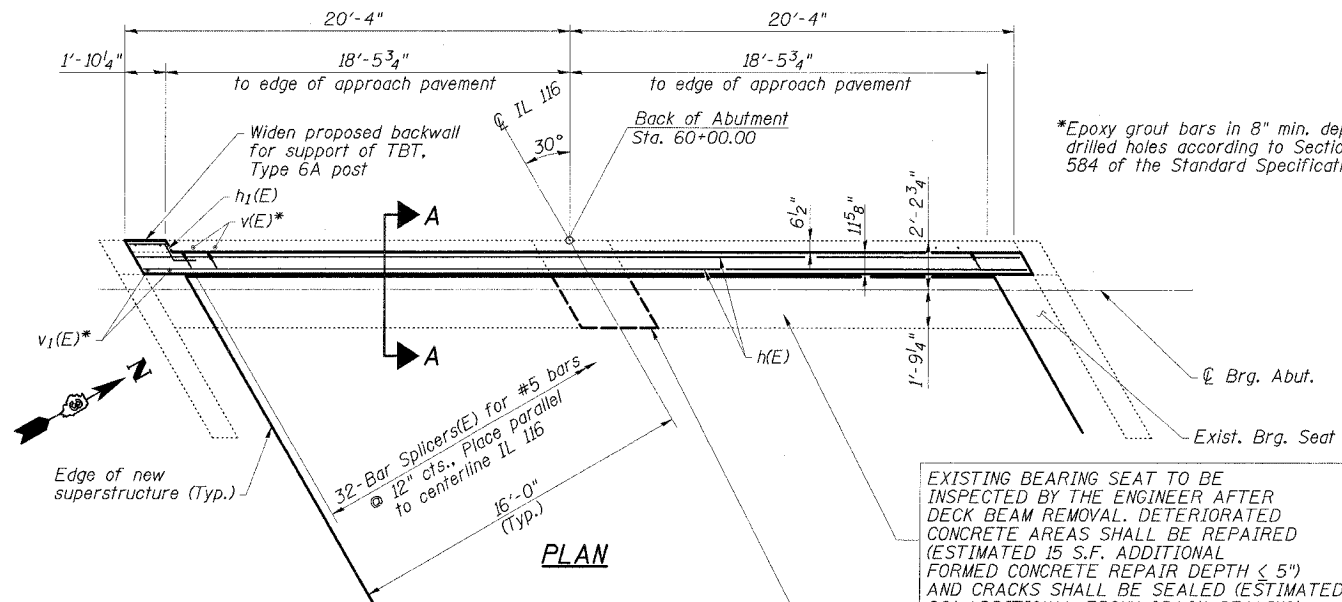 20'-4"
20'-4"
1'-10¼"
18'-5¾"
to edge of approach pavement
18'-5¾"
to edge of approach pavement
℄ IL 116
30°
Back of Abutment
Sta. 60+00.00
Widen proposed backwall
for support of TBT,
Type 6A post
h1(E)
v(E)*
*Epoxy grout bars in 8" min.
drilled holes according to
584 of the Standard
A
6½"
11⅝"
2'-2¾"
A
v1(E)*
h(E)
1'-9¼"
℄ Brg. Abut.
N
Exist. Brg. Seat
Edge of new
superstructure (Typ.)
32-Bar Splicers(E) for #5 bars
@ 12" cts., Place parallel
to centerline IL 116
16'-0"
(Typ.)
PLAN
EXISTING BEARING SEAT TO BE
INSPECTED BY THE ENGINEER AFTER
DECK BEAM REMOVAL. DETERIORATED
CONCRETE AREAS SHALL BE REPAIRED
(ESTIMATED 15 S.F. ADDITIONAL
FORMED CONCRETE REPAIR DEPTH ≤ 5")
AND CRACKS SHALL BE SEALED (ESTIMATED